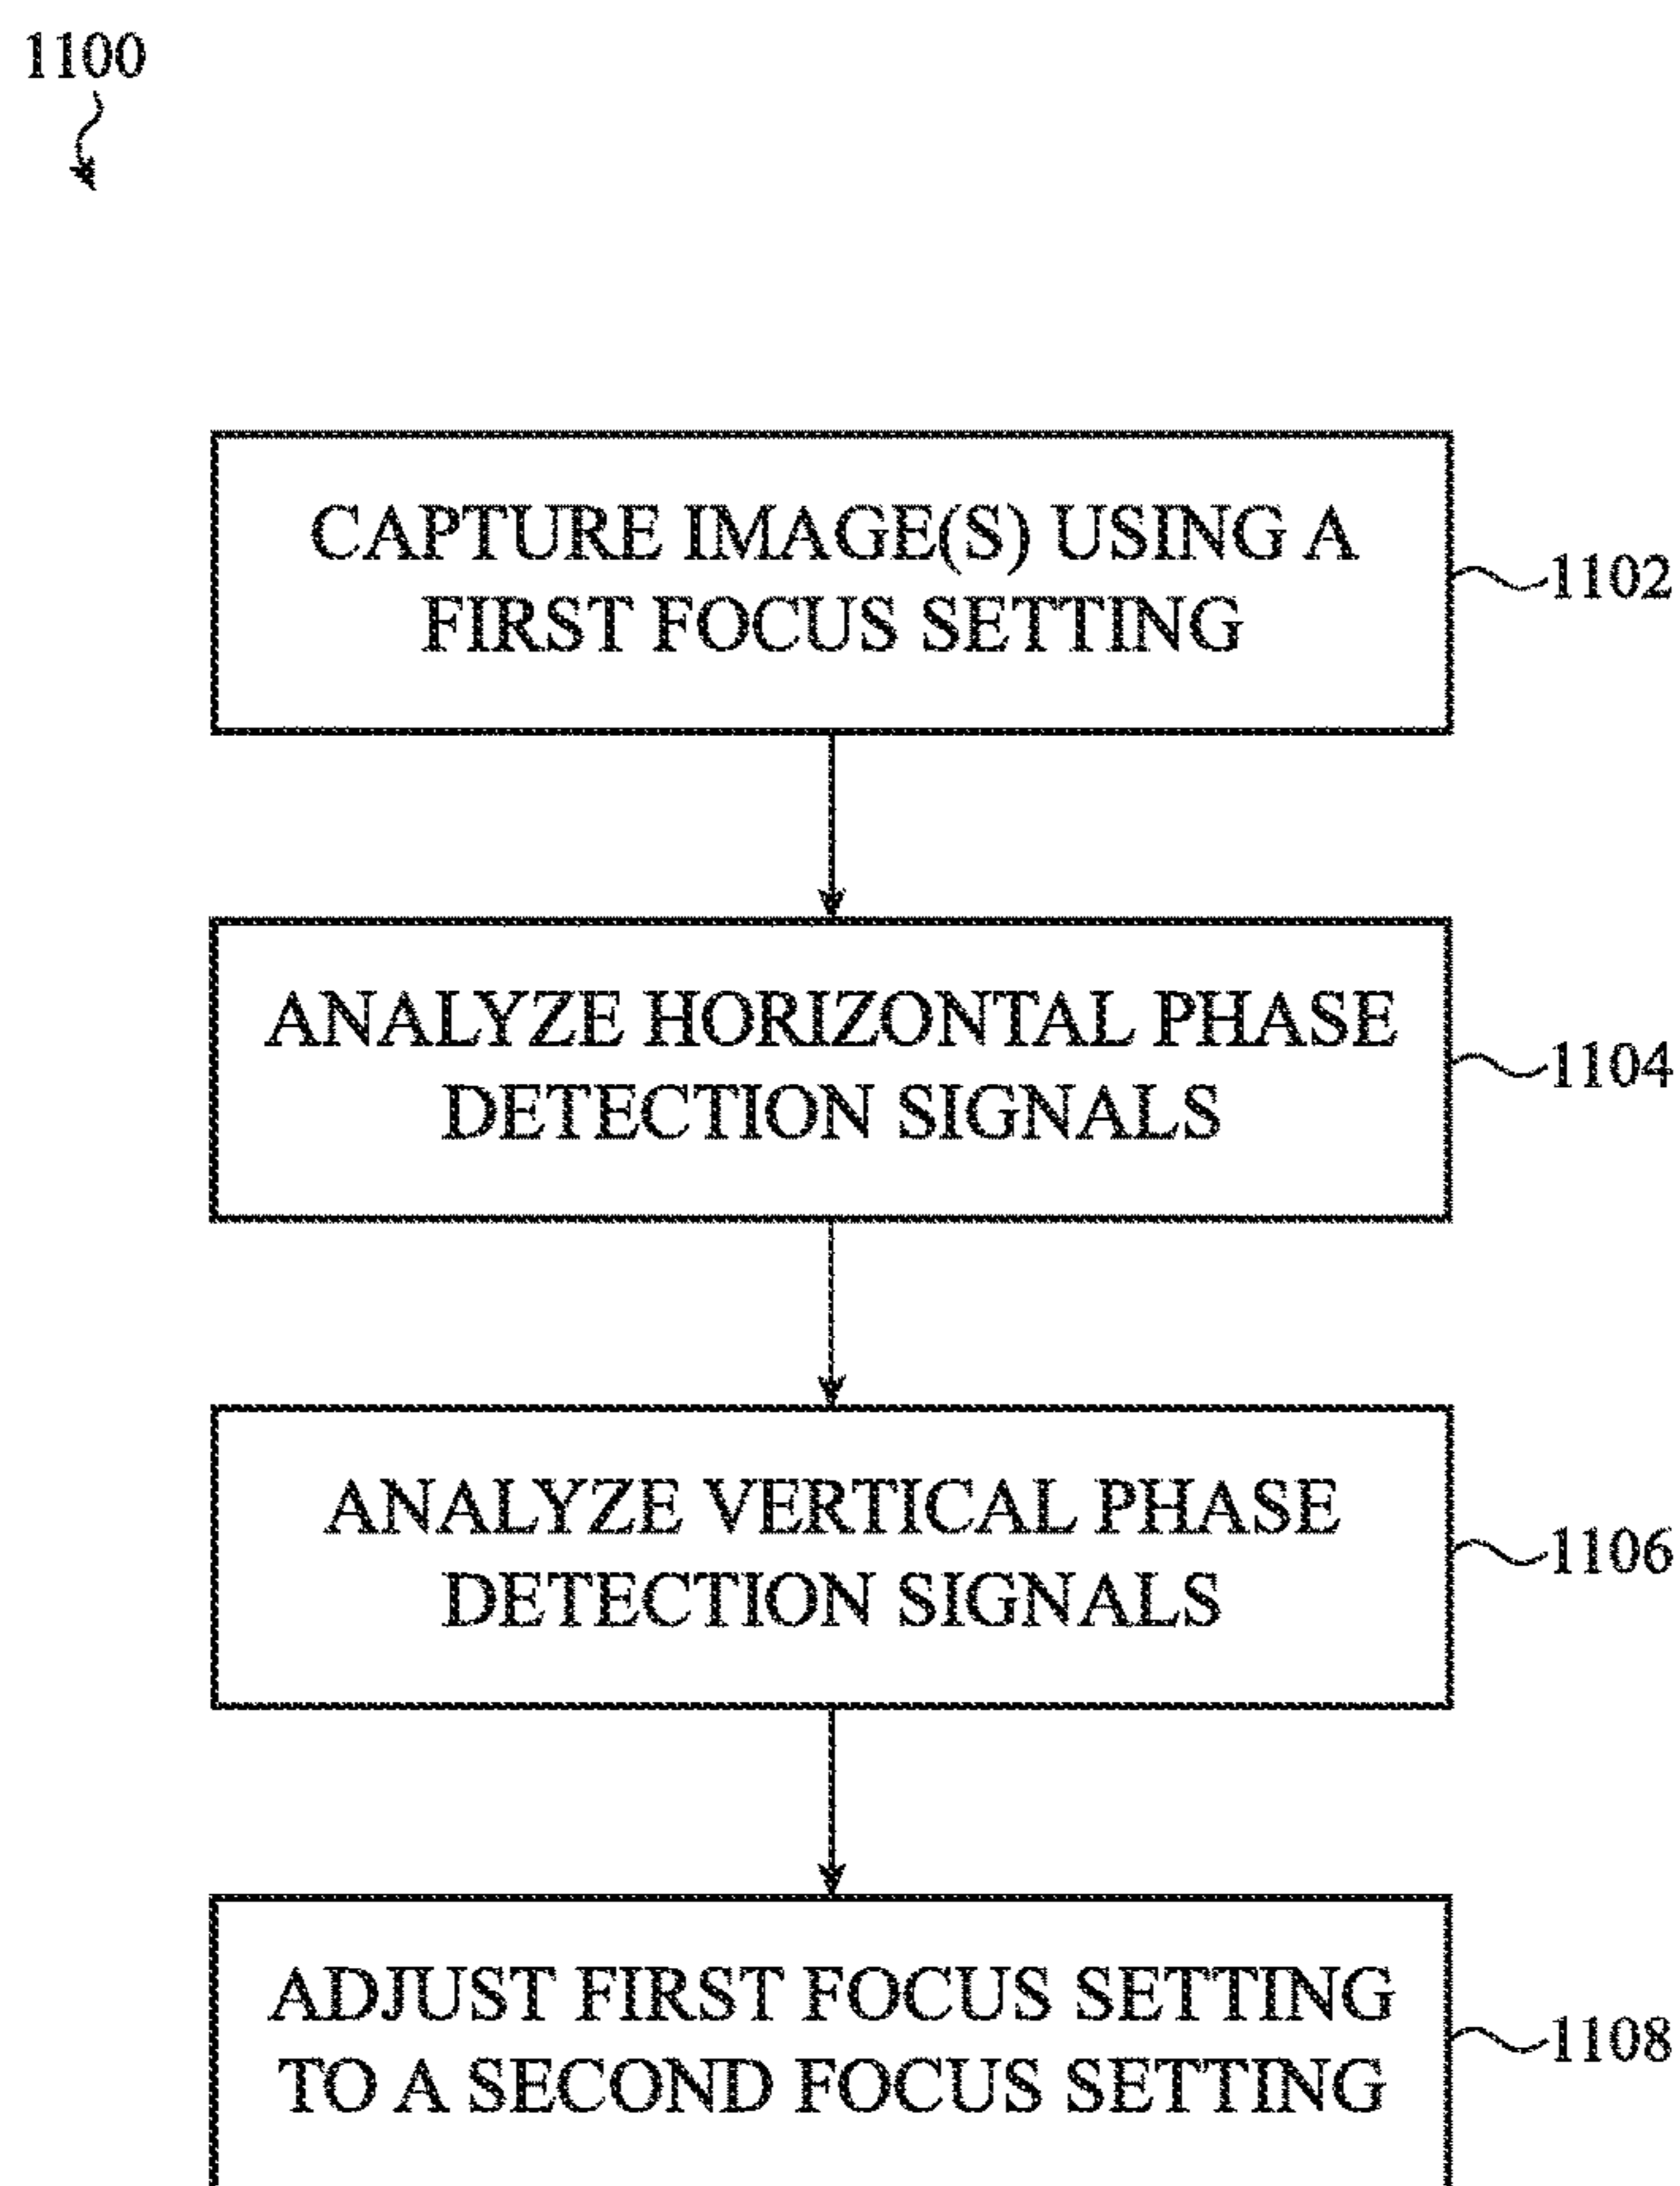 1100
CAPTURE IMAGE(S) USING A
FIRST FOCUS SETTING
1102
ANALYZE HORIZONTAL PHASE
DETECTION SIGNALS
1104
ANALYZE VERTICAL PHASE
DETECTION SIGNALS
1106
ADJUST FIRST FOCUS SETTING
TO A SECOND FOCUS SETTING
1108